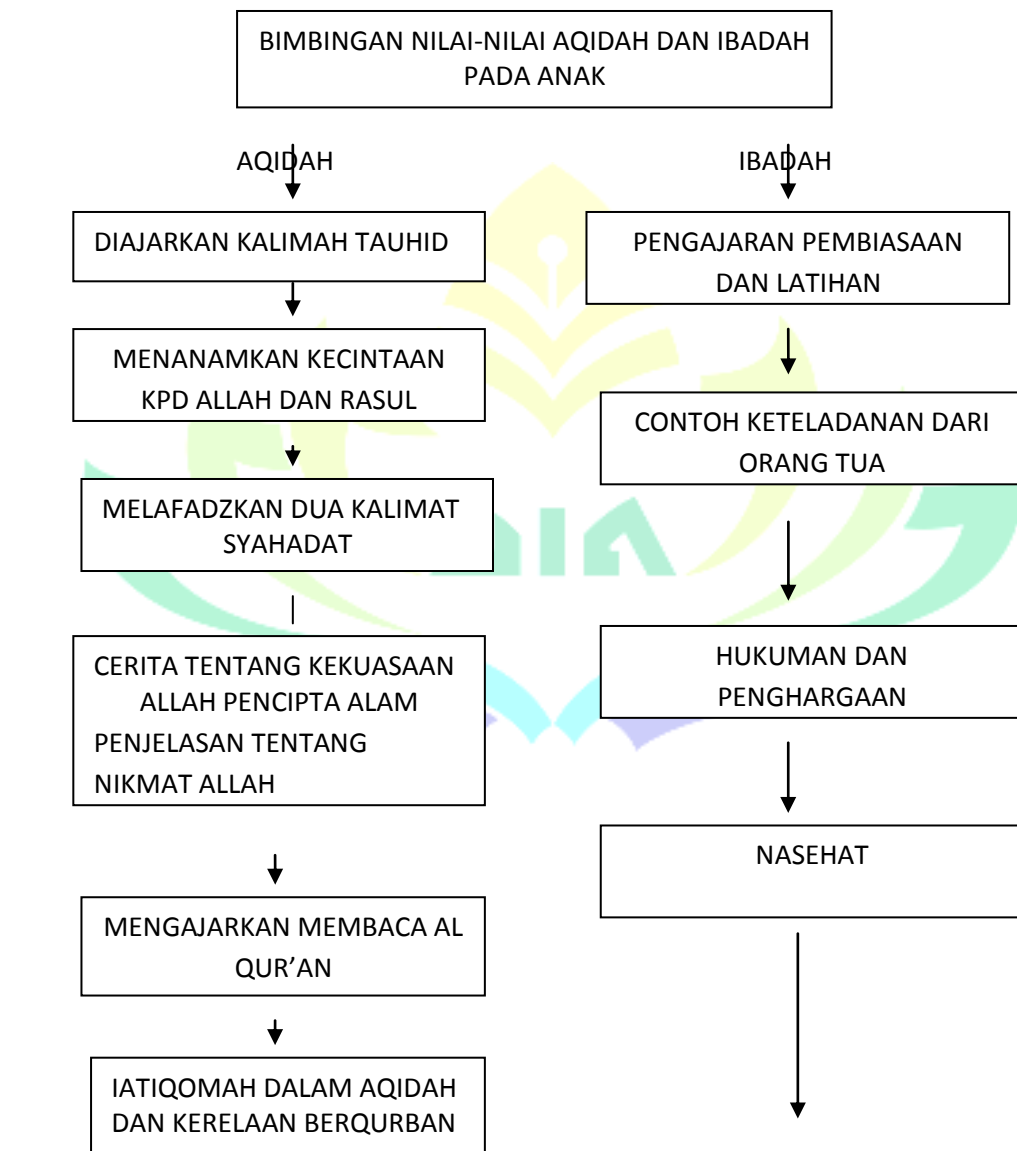 BIMBINGAN NILAI-NILAI AQIDAH DAN IBADAH
PADA ANAK
AQIDAH
DIAJARKAN KALIMAH TAUHID
MENANAMKAN KECINTAAN
KPD ALLAH DAN RASUL
MELAFADZKAN DUA KALIMAT
SYAHADAT
CERITA TENTANG KEKUASAAN
ALLAH PENCIPTA ALAM
PENJELASAN TENTANG
NIKMAT ALLAH
MENGAJARKAN MEMBACA AL
QUR’AN
IATIQOMAH DALAM AQIDAH
DAN KERELAAN BERQURBAN
IBADAH
PENGAJARAN PEMBIASAAN
DAN LATIHAN
CONTOH KETELADANAN DARI
ORANG TUA
HUKUMAN DAN
PENGHARGAAN
NASEHAT